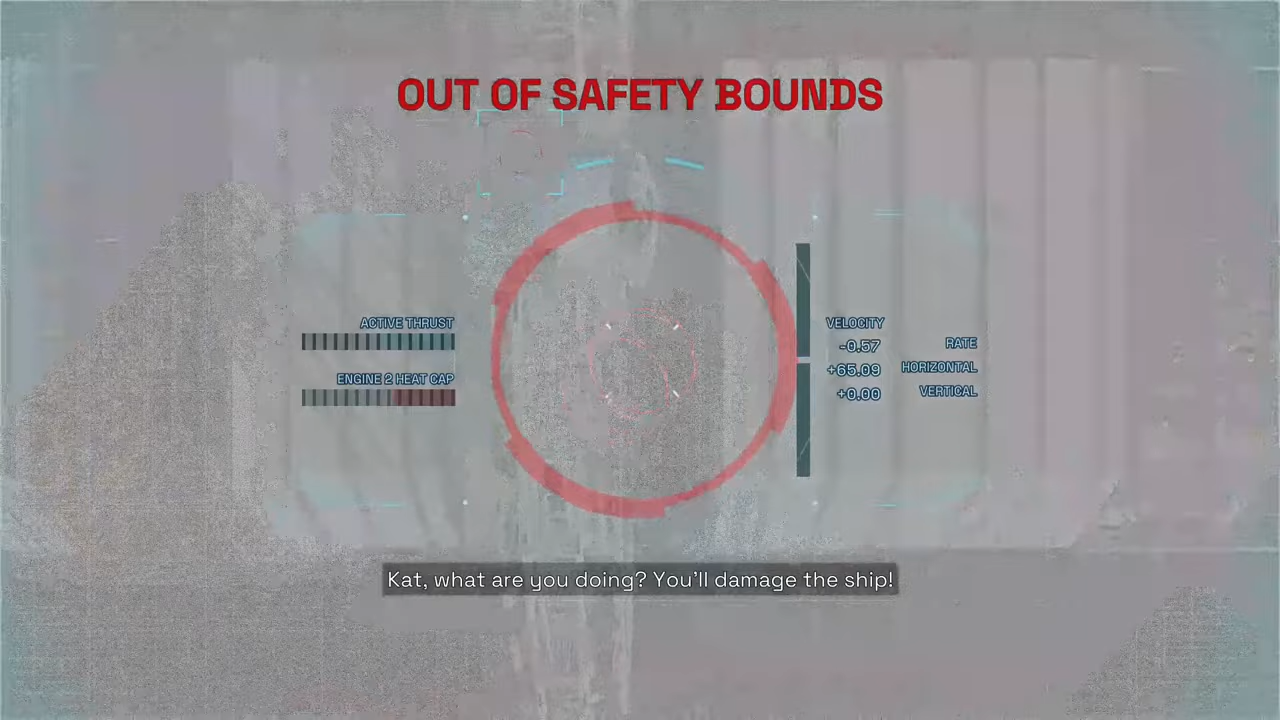 OUT OF SAFETY BOUNDS
ACTIVE THRUST
ENGINE 2 HEAT CAP
VELOCITY
-0.57 RATE
+65.09 HORIZONTAL
+0.00 VERTICAL
Kat, what are you doing? You'll damage the ship!